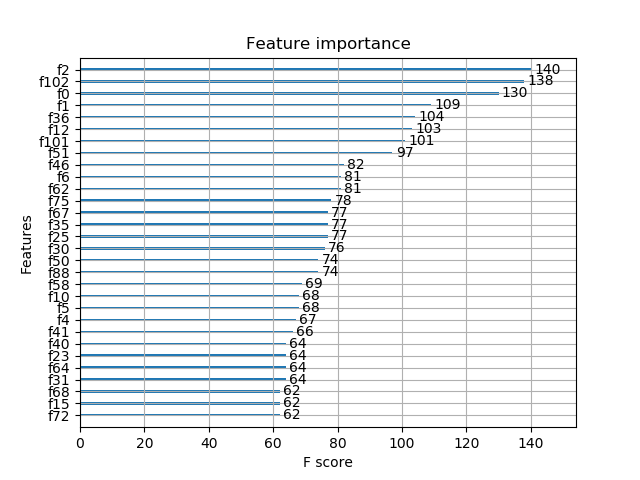 Feature importance
f2 140
f102 138
f0 130
f1 109
f36 104
f12 103
f101 101
f51 97
f46 82
f6 81
f62 81
f75 78
f67 77
f35 77
f25 77
f30 76
f50 74
f88 74
f58 69
f10 68
f5 68
f4 67
f41 66
f40 64
f23 64
f64 64
f31 64
f68 62
f15 62
f72 62
0 20 40 60 80 100 120 140
F score
Features